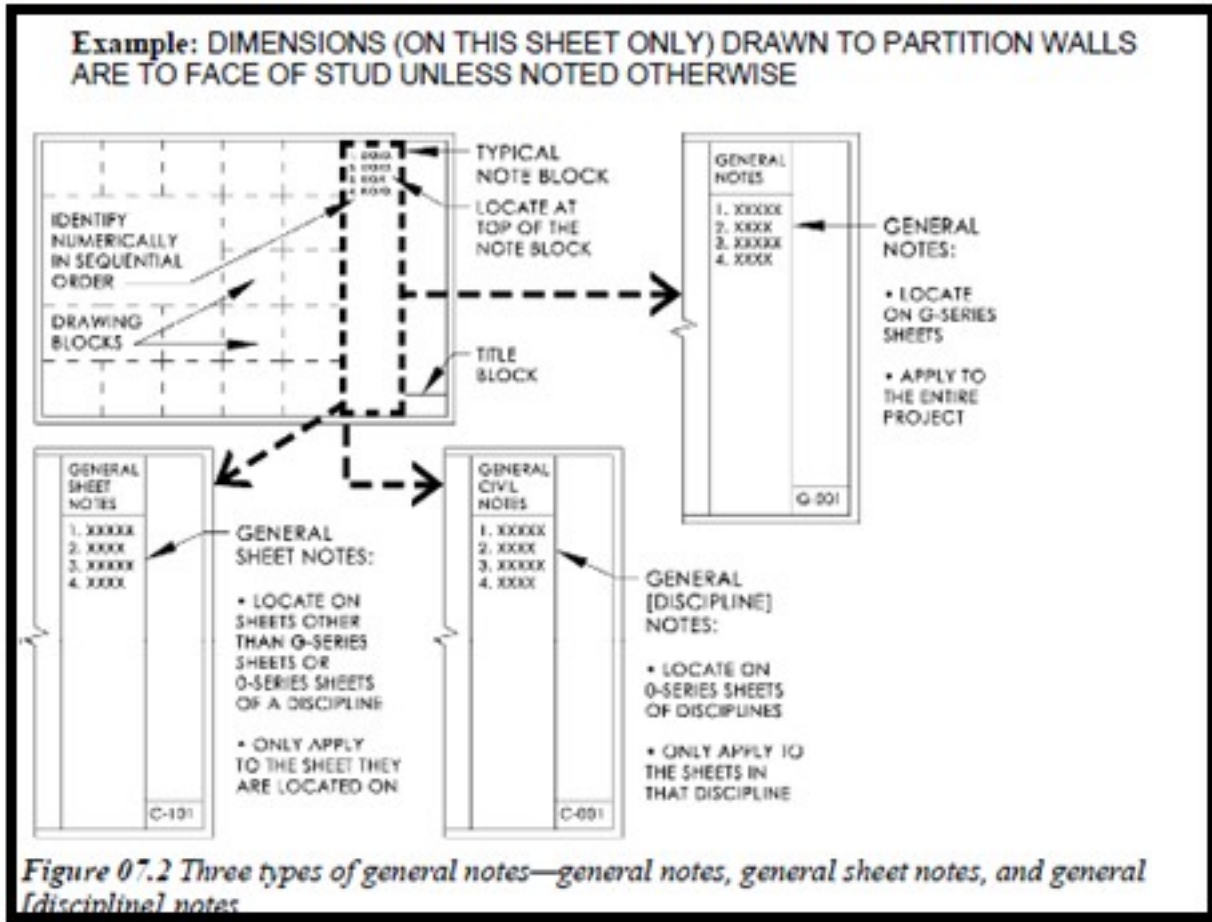 Example: DIMENSIONS (ON THIS SHEET ONLY) DRAWN TO PARTITION WALLS
ARE TO FACE OF STUD UNLESS NOTED OTHERWISE
TYPICAL
NOTE BLOCK
LOCATE AT
TOP OF THE
NOTE BLOCK
IDENTIFY
NUMERICALLY
IN SEQUENTIAL
ORDER
DRAWING
BLOCKS
TITLE
BLOCK
GENERAL
NOTES
1. XXXXX
2. XXXX
3. XXXXX
4. XXXX
G-001
GENERAL
NOTES:
• LOCATE
ON G-SERIES
SHEETS
• APPLY TO
THE ENTIRE
PROJECT
GENERAL
SHEET
NOTES
1. XXXXX
2. XXXX
3. XXXXX
4. XXXX
C-101
GENERAL
SHEET NOTES:
• LOCATE ON
SHEETS OTHER
THAN G-SERIES
SHEETS OR
0-SERIES SHEETS
OF A DISCIPLINE
• ONLY APPLY
TO THE SHEET THEY
ARE LOCATED ON
GENERAL
CIVIL
NOTES
1. XXXXX
2. XXXX
3. XXXXX
4. XXXX
C-001
GENERAL
[DISCIPLINE]
NOTES:
• LOCATE ON
0-SERIES SHEETS
OF DISCIPLINES
• ONLY APPLY TO
THE SHEETS IN
THAT DISCIPLINE
Figure 07.2 Three types of general notes—general notes, general sheet notes, and general
[discipline] notes